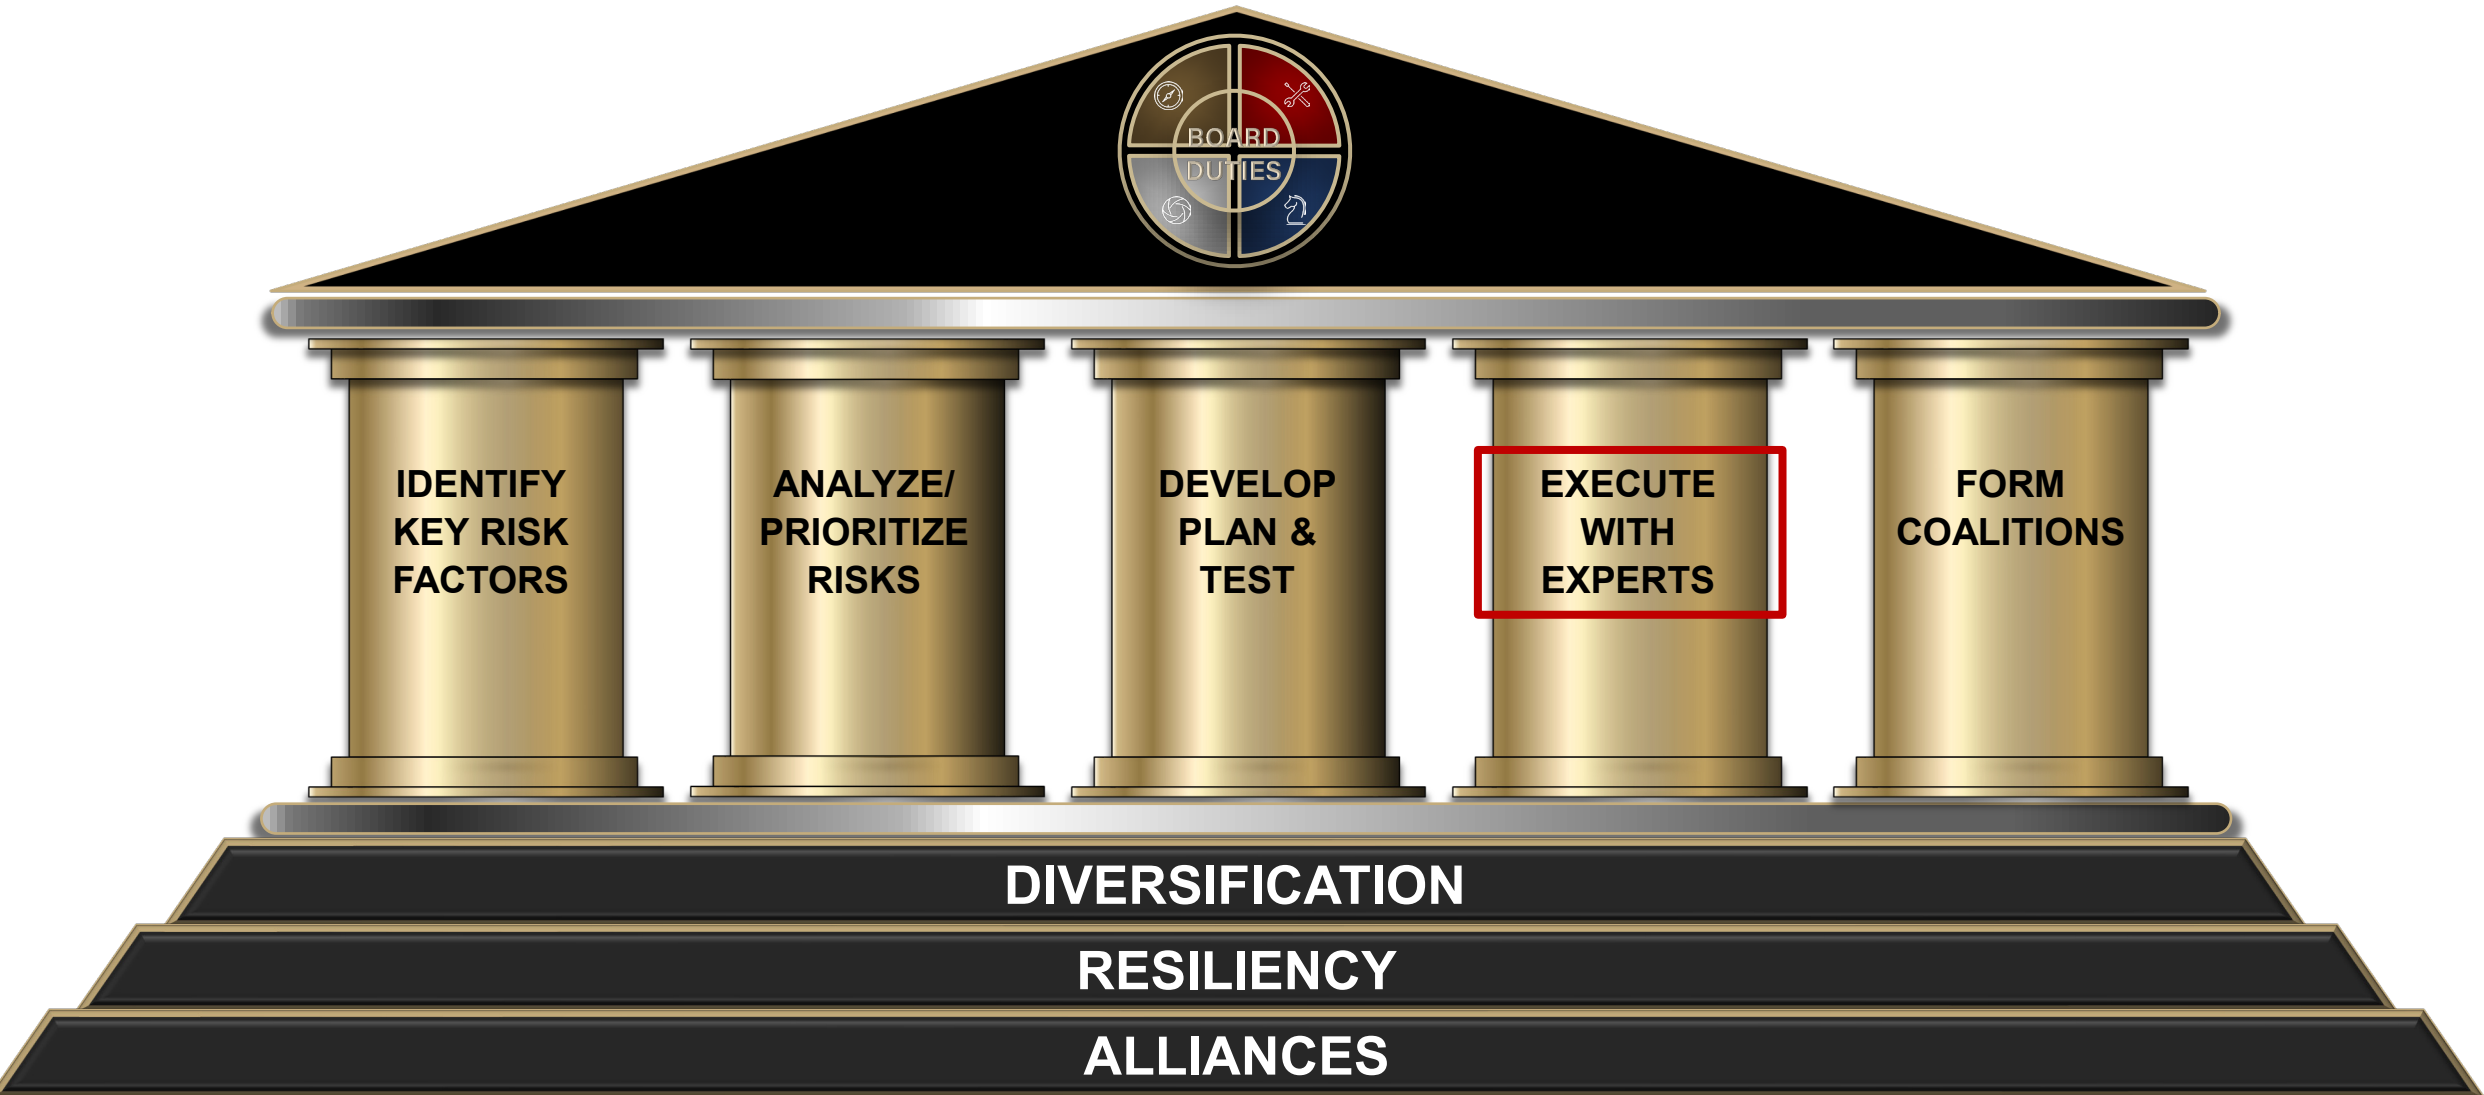 BOARD
DUTIES
IDENTIFY
KEY RISK
FACTORS
ANALYZE/
PRIORITIZE
RISKS
DEVELOP
PLAN &
TEST
EXECUTE
WITH
EXPERTS
FORM
COALITIONS
DIVERSIFICATION
RESILIENCY
ALLIANCES